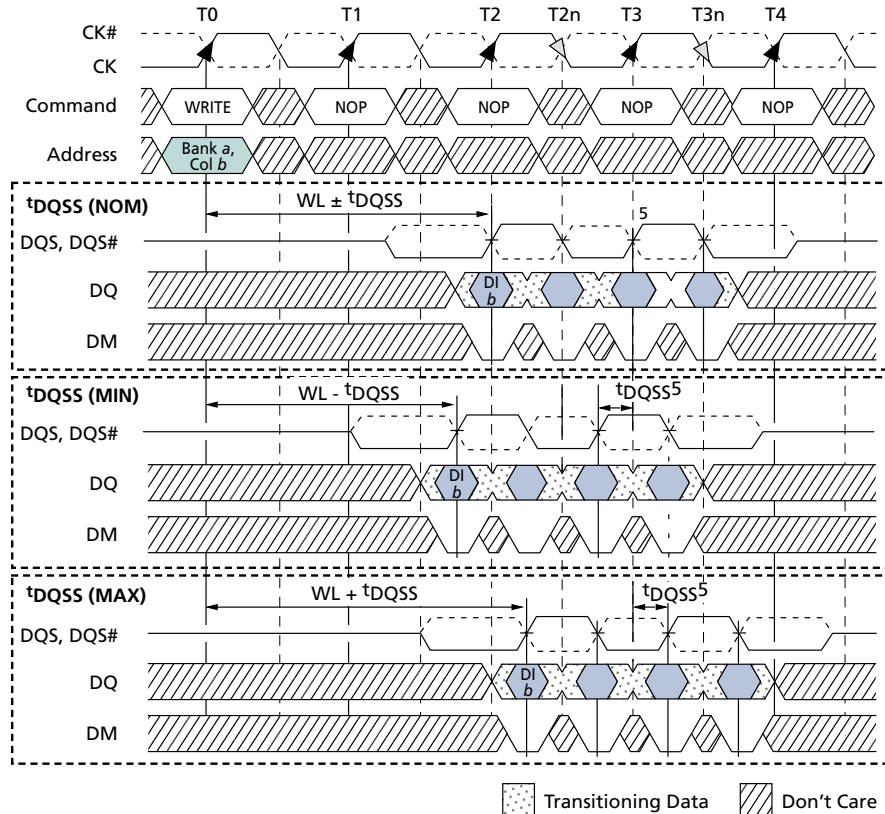 T0 T1 T2 T2n T3 T3n T4
CK#
CK
Command WRITE NOP NOP NOP NOP
Address Bank a,
Col b
tDQSS (NOM) WL ± tDQSS
5
DQS, DQS#
DQ DI
b
DM
tDQSS (MIN) WL - tDQSS tDQSS5
DQS, DQS#
DQ DI
b
DM
tDQSS (MAX) WL + tDQSS tDQSS5
DQS, DQS#
DQ DI
b
DM
Transitioning Data Don't Care